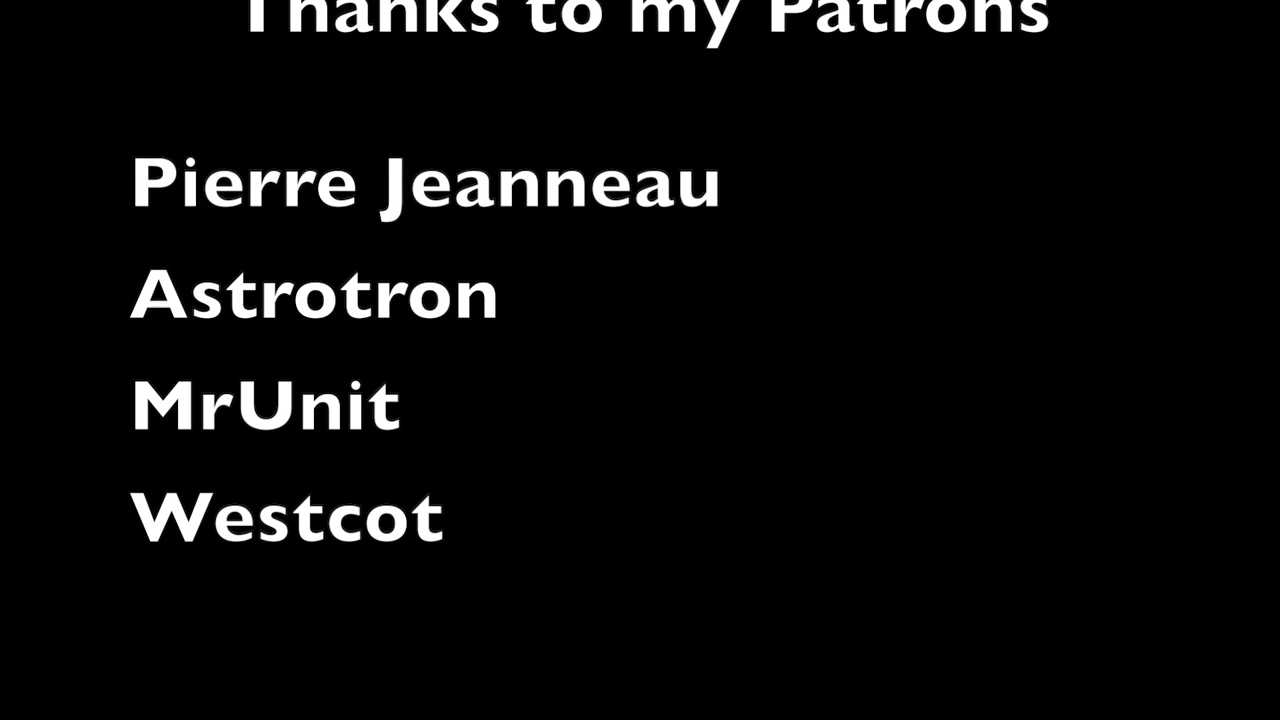 Thanks to my Patrons
Pierre Jeanneau
Astrotron
MrUnit
Westcot